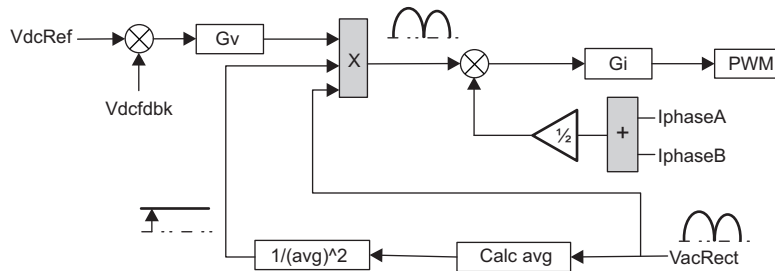 VdcRef
Gv
Vdcfdbk
X
Gi
PWM
½
+
IphaseA
IphaseB
1/(avg)^2
Calc avg
VacRect